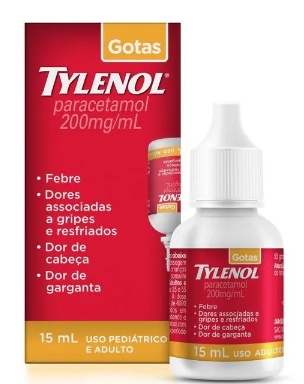 Gotas
TYLENOL®
paracetamol
200mg/mL
• Febre
• Dores
associadas
a gripes
e resfriados
• Dor de
cabeça
• Dor de
garganta
15 mL USO PEDIÁTRICO
E ADULTO
Gotas
TYLENOL
paracetamol
200mg/mL
• Febre
• Dores associadas a
gripes e resfriados
• Dor de cabeça
• Dor de garganta
15 mL USO PEDIÁTRICO
E ADULTO